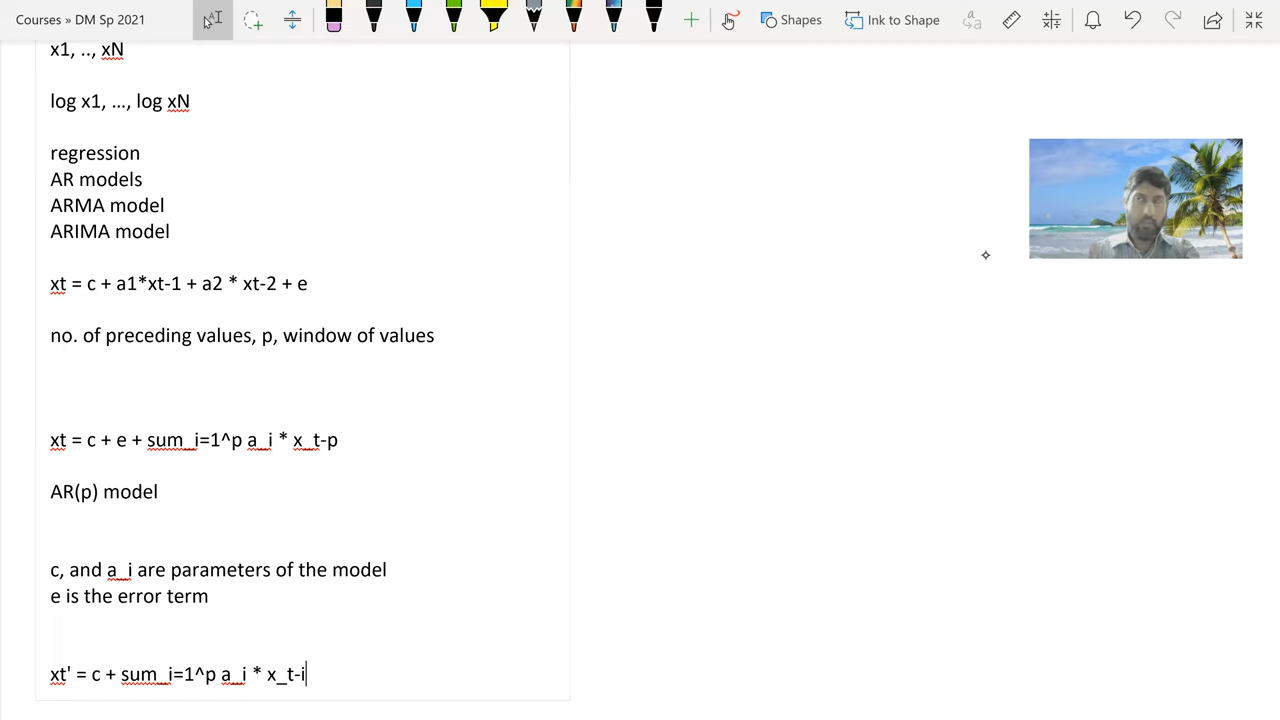 Courses » DM Sp 2021
Shapes
Ink to Shape
x1, .., xN
log x1, ..., log xN
regression
AR models
ARMA model
ARIMA model
xt = c + a1*xt-1 + a2 * xt-2 + e
no. of preceding values, p, window of values
xt = c + e + sum_i=1^p a_i * x_t-p
AR(p) model
c, and a_i are parameters of the model
e is the error term
xt' = c + sum_i=1^p a_i * x_t-i